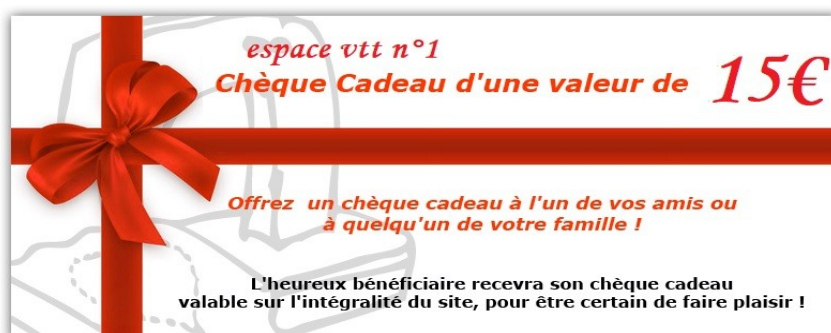 espace vtt n°1
Chèque Cadeau d'une valeur de 15€
Offrez un chèque cadeau à l'un de vos amis ou
à quelqu'un de votre famille !
L'heureux bénéficiaire recevra son chèque cadeau
valable sur l'intégralité du site, pour être certain de faire plaisir !